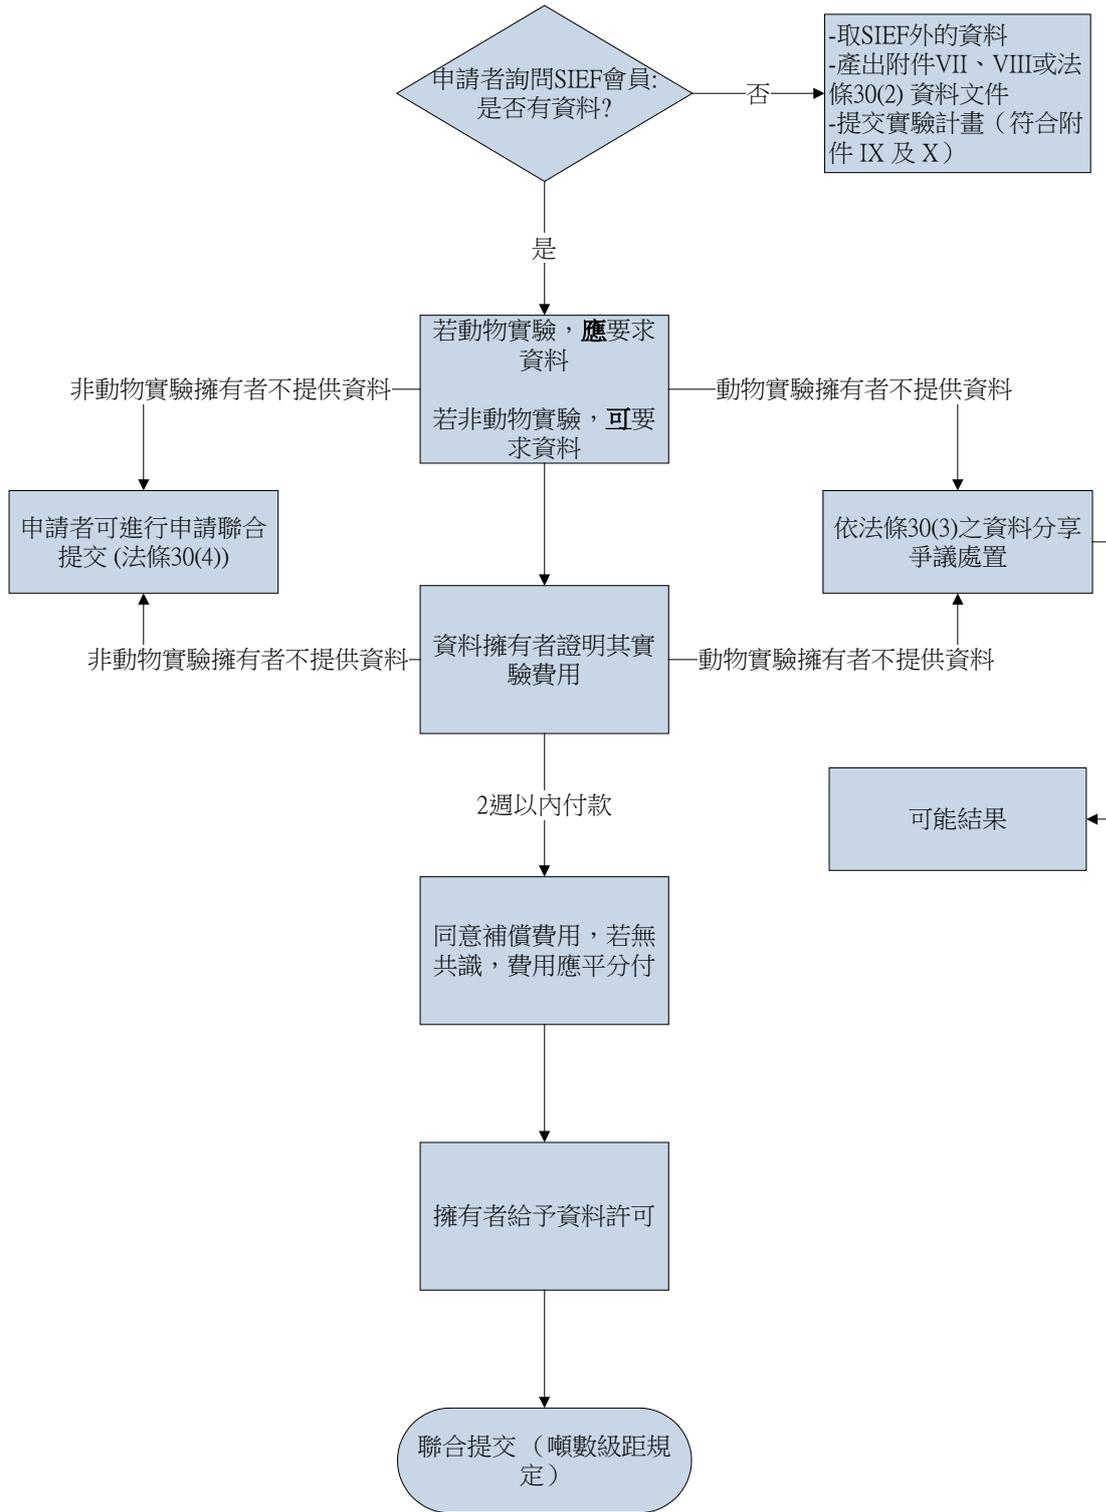 申請者詢問SIEF會員:
是否有資料?
否
-取SIEF外的資料
-產出附件VII、VIII或法
條30(2) 資料文件
-提交實驗計畫（符合附
件 IX 及 X）
是
若動物實驗，應要求
資料
若非動物實驗，可要
求資料
非動物實驗擁有者不提供資料
動物實驗擁有者不提供資料
申請者可進行申請聯合
提交 (法條30(4))
依法條30(3)之資料分享
爭議處置
資料擁有者證明其實
驗費用
非動物實驗擁有者不提供資料
動物實驗擁有者不提供資料
2週以內付款
可能結果
同意補償費用，若無
共識，費用應平分付
擁有者給予資料許可
聯合提交 （噸數級距規
定）